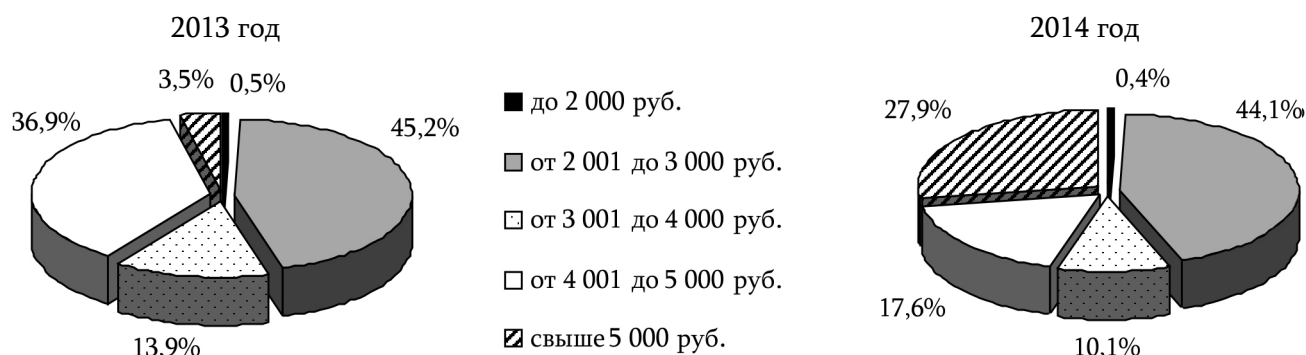 2013 год
3,5% 0,5%
36,9%
45,2%
13,9%
до 2 000 руб.
от 2 001 до 3 000 руб.
от 3 001 до 4 000 руб.
от 4 001 до 5 000 руб.
свыше 5 000 руб.
2014 год
0,4%
27,9%
44,1%
17,6%
10,1%